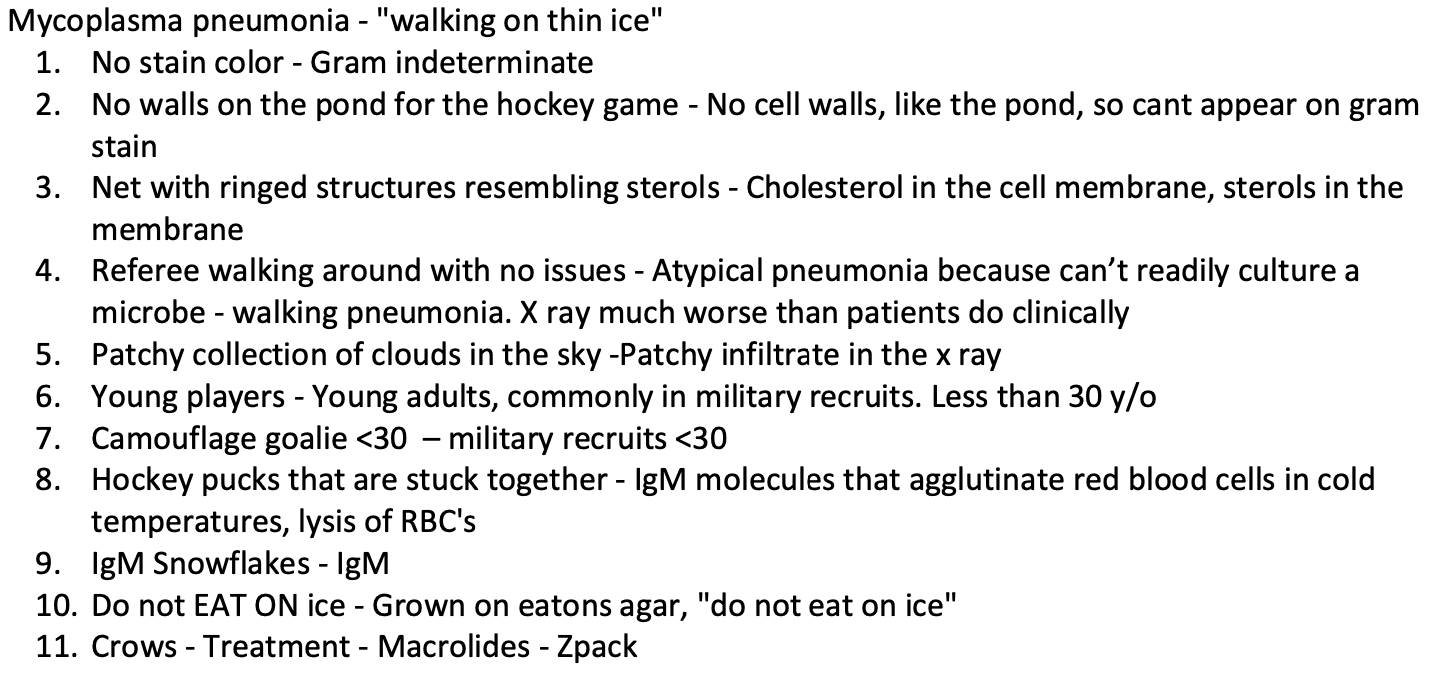 Mycoplasma pneumonia - "walking on thin ice"
1. No stain color - Gram indeterminate
2. No walls on the pond for the hockey game - No cell walls, like the pond, so cant appear on gram
stain
3. Net with ringed structures resembling sterols - Cholesterol in the cell membrane, sterols in the
membrane
4. Referee walking around with no issues - Atypical pneumonia because can’t readily culture a
microbe - walking pneumonia. X ray much worse than patients do clinically
5. Patchy collection of clouds in the sky -Patchy infiltrate in the x ray
6. Young players - Young adults, commonly in military recruits. Less than 30 y/o
7. Camouflage goalie <30 – military recruits <30
8. Hockey pucks that are stuck together - IgM molecules that agglutinate red blood cells in cold
temperatures, lysis of RBC's
9. IgM Snowflakes - IgM
10. Do not EAT ON ice - Grown on eatons agar, "do not eat on ice"
11. Crows - Treatment - Macrolides - Zpack